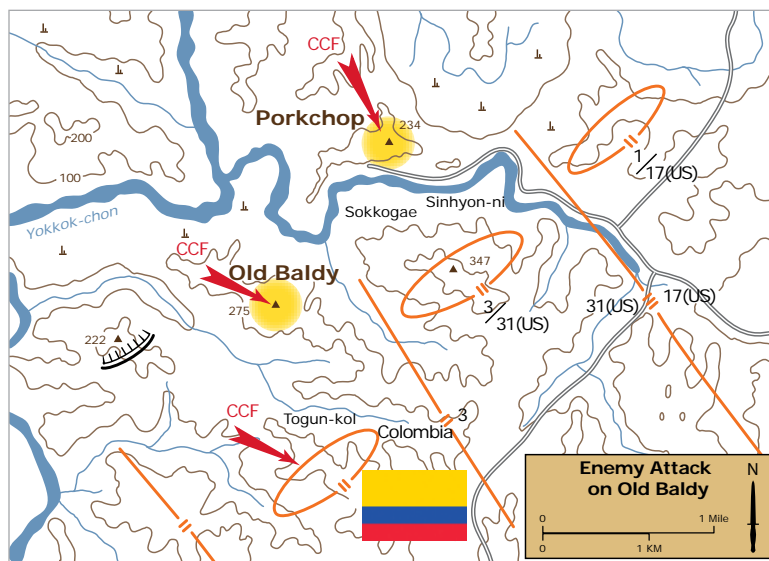 CCF
Porkchop
234
200
100
1
17(US)
Sokkogae
Sinhyon-ni
Yokkok-chon
CCF
Old Baldy
347
275
3
31(US)
31(US)
17(US)
222
CCF
Togun-kol
3
Colombia
Enemy Attack
on Old Baldy
N
0
1 Mile
0
1 KM